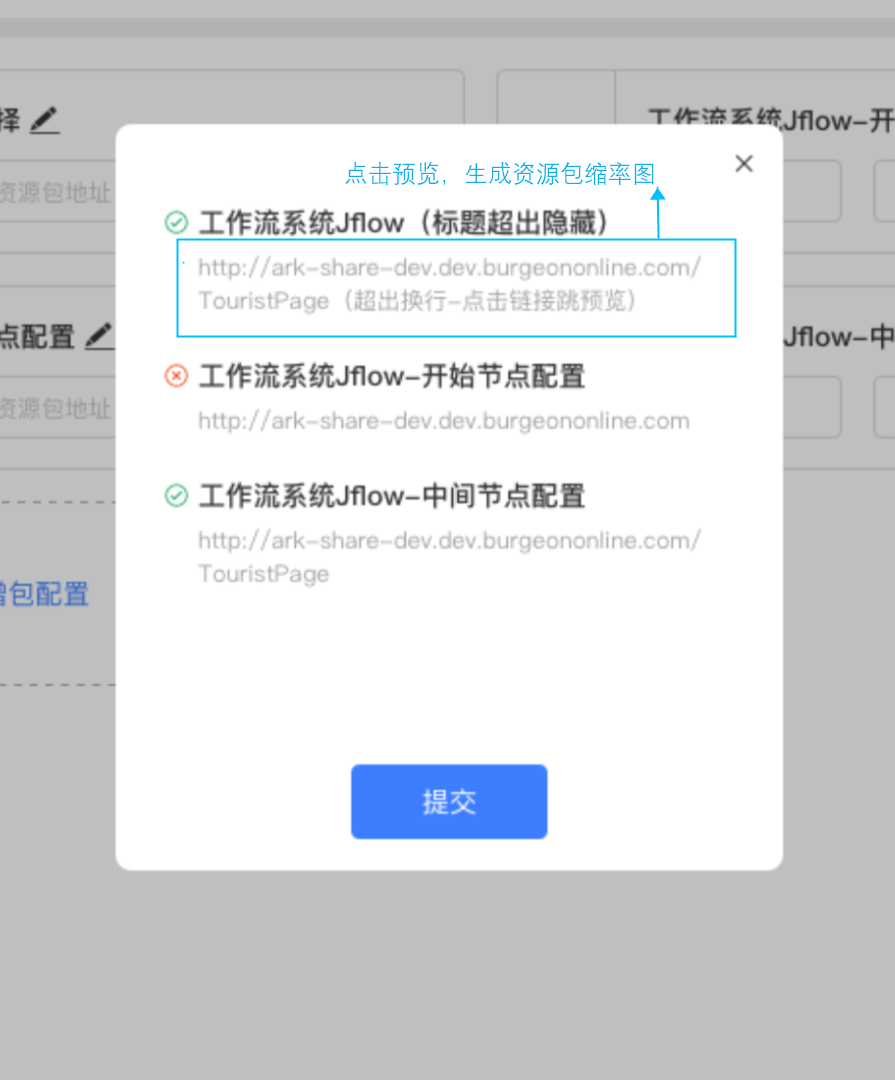 择
工作流系统Jflow-开
点击预览，生成资源包缩率图
资源包地址
工作流系统Jflow（标题超出隐藏）
http://ark-share-dev.dev.burgeononline.com/
TouristPage（超出换行-点击链接跳预览）
点配置
Jflow-中
工作流系统Jflow-开始节点配置
资源包地址
http://ark-share-dev.dev.burgeononline.com
工作流系统Jflow-中间节点配置
http://ark-share-dev.dev.burgeononline.com/
TouristPage
增包配置
提交